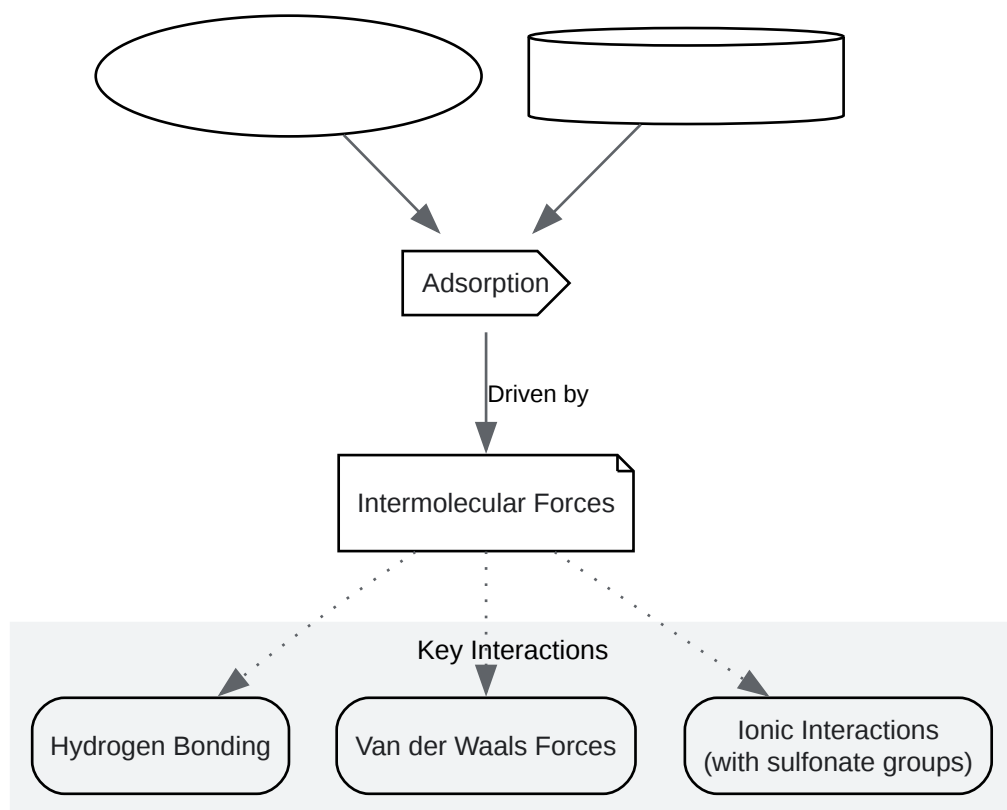 Adsorption
Driven by
Intermolecular Forces
Key Interactions
Hydrogen Bonding
Van der Waals Forces
Ionic Interactions
(with sulfonate groups)